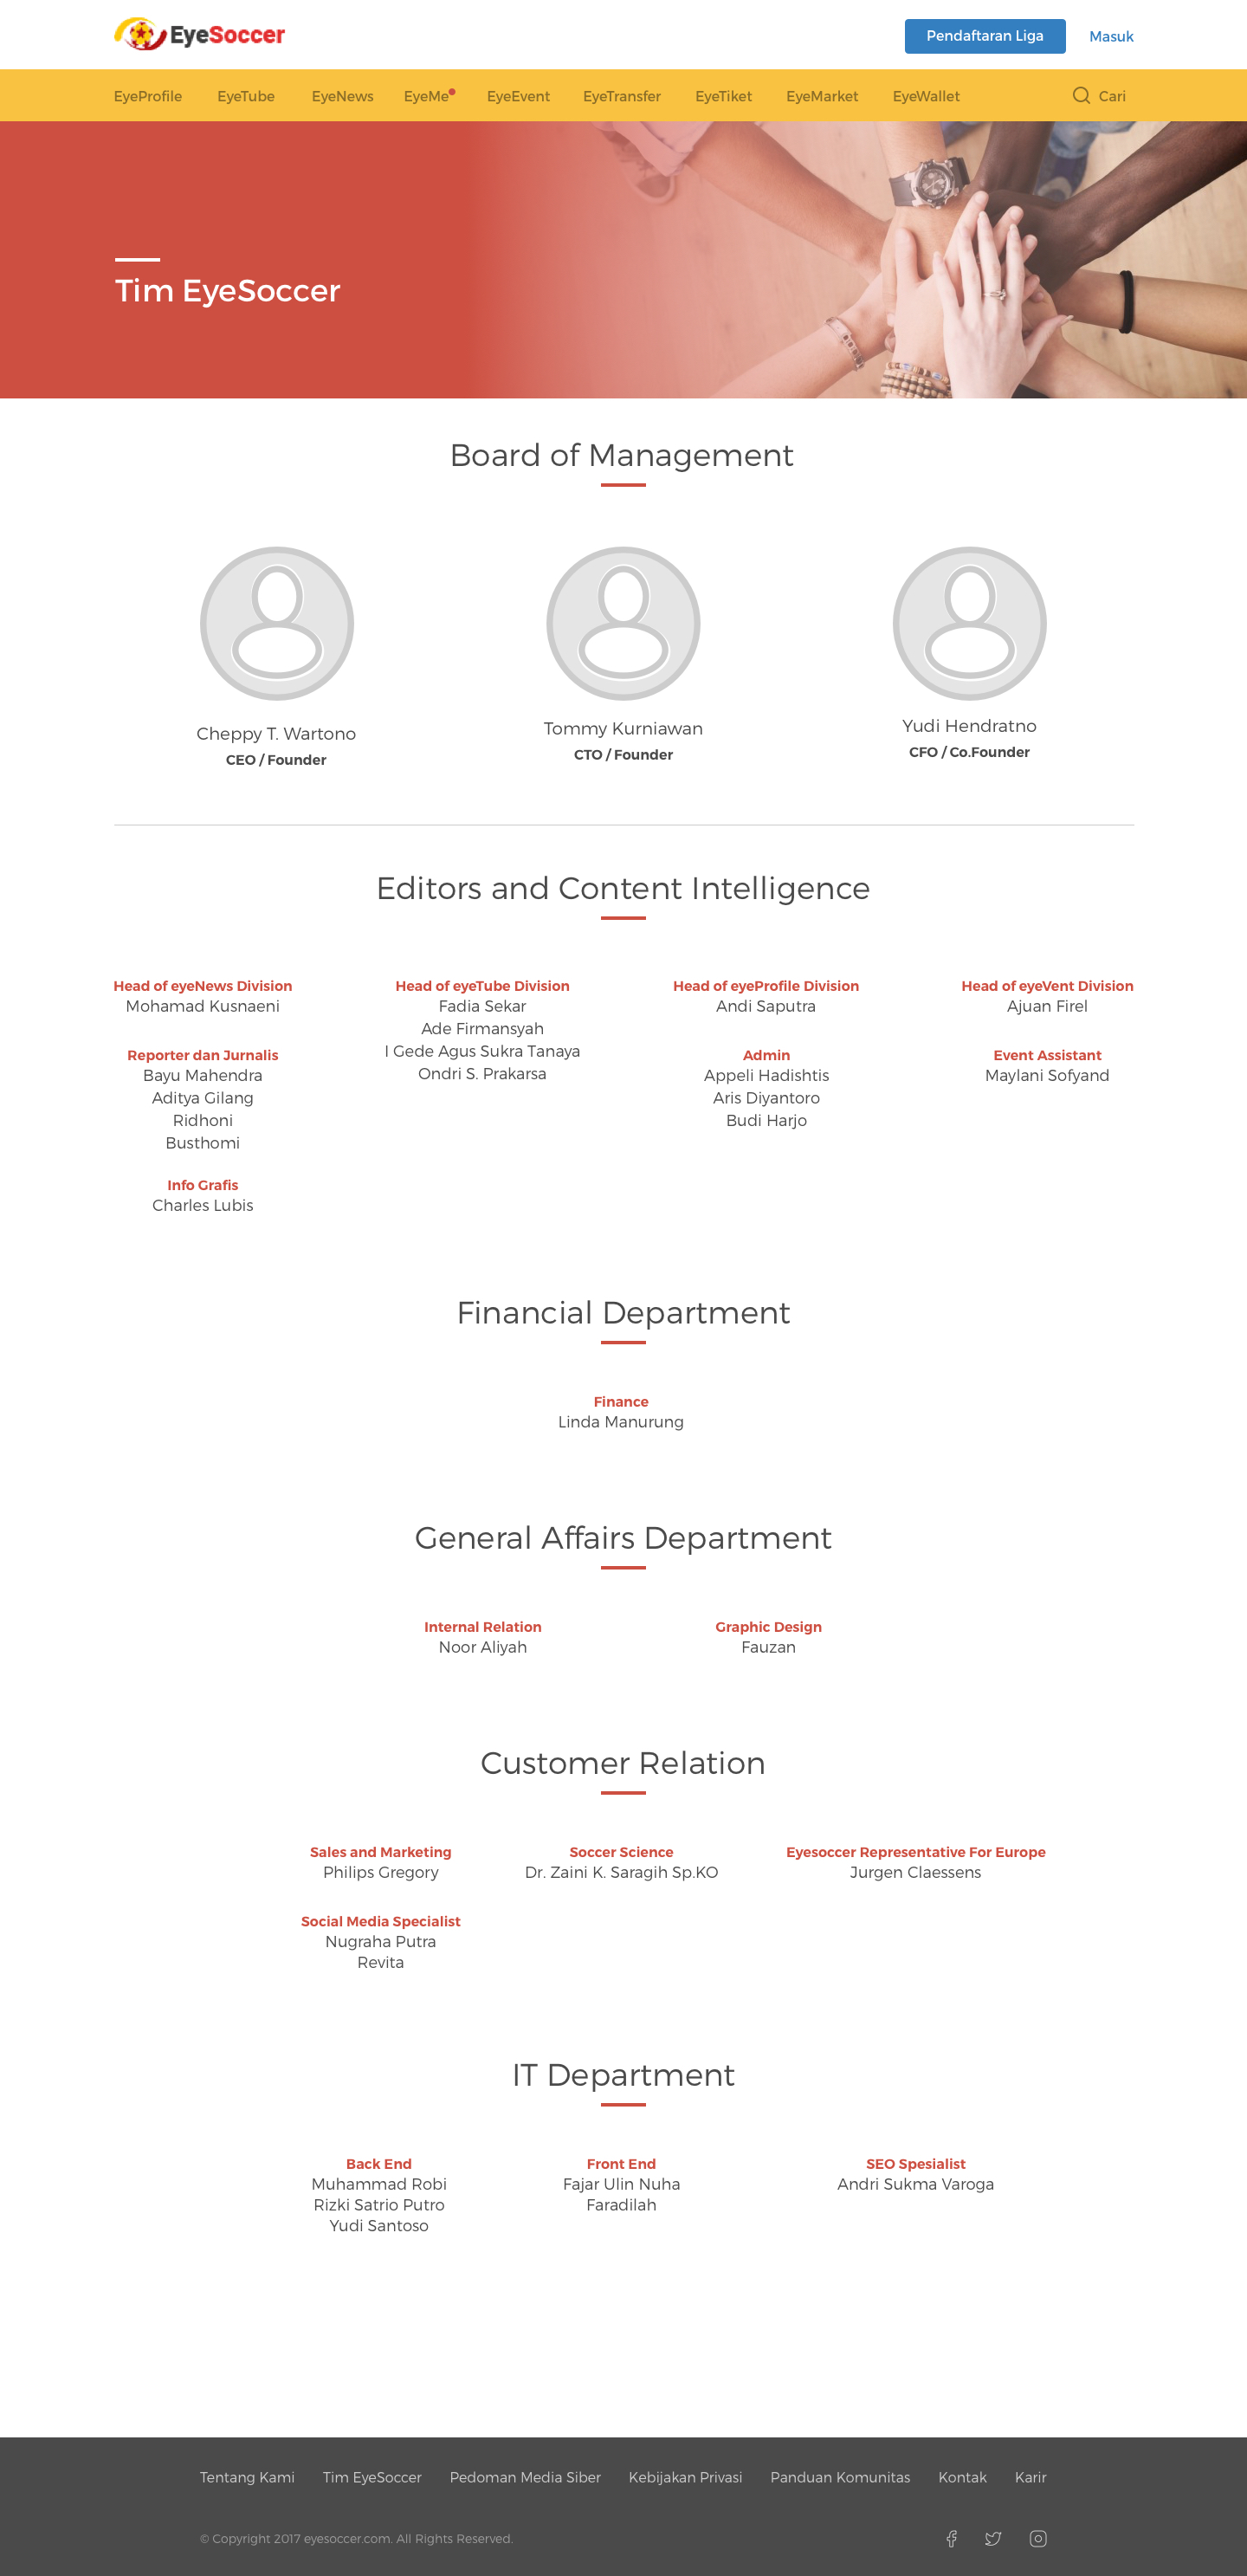 EyeSoccer
Pendaftaran Liga
Masuk
EyeProfile
EyeTube
EyeNews
EyeMe
EyeEvent
EyeTransfer
EyeTiket
EyeMarket
EyeWallet
Cari
Tim EyeSoccer
Board of Management
Cheppy T. Wartono
CEO / Founder
Tommy Kurniawan
CTO / Founder
Yudi Hendratno
CFO / Co.Founder
Editors and Content Intelligence
Head of eyeNews Division
Mohamad Kusnaeni
Reporter dan Jurnalis
Bayu Mahendra
Aditya Gilang
Ridhoni
Busthomi
Info Grafis
Charles Lubis
Head of eyeTube Division
Fadia Sekar
Ade Firmansyah
I Gede Agus Sukra Tanaya
Ondri S. Prakarsa
Head of eyeProfile Division
Andi Saputra
Admin
Appeli Hadishtis
Aris Diyantoro
Budi Harjo
Head of eyeVent Division
Ajuan Firel
Event Assistant
Maylani Sofyand
Financial Department
Finance
Linda Manurung
General Affairs Department
Internal Relation
Noor Aliyah
Graphic Design
Fauzan
Customer Relation
Sales and Marketing
Philips Gregory
Social Media Specialist
Nugraha Putra
Revita
Soccer Science
Dr. Zaini K. Saragih Sp.KO
Eyesoccer Representative For Europe
Jurgen Claessens
IT Department
Back End
Muhammad Robi
Rizki Satrio Putro
Yudi Santoso
Front End
Fajar Ulin Nuha
Faradilah
SEO Spesialist
Andri Sukma Varoga
Tentang Kami
Tim EyeSoccer
Pedoman Media Siber
Kebijakan Privasi
Panduan Komunitas
Kontak
Karir
© Copyright 2017 eyesoccer.com. All Rights Reserved.